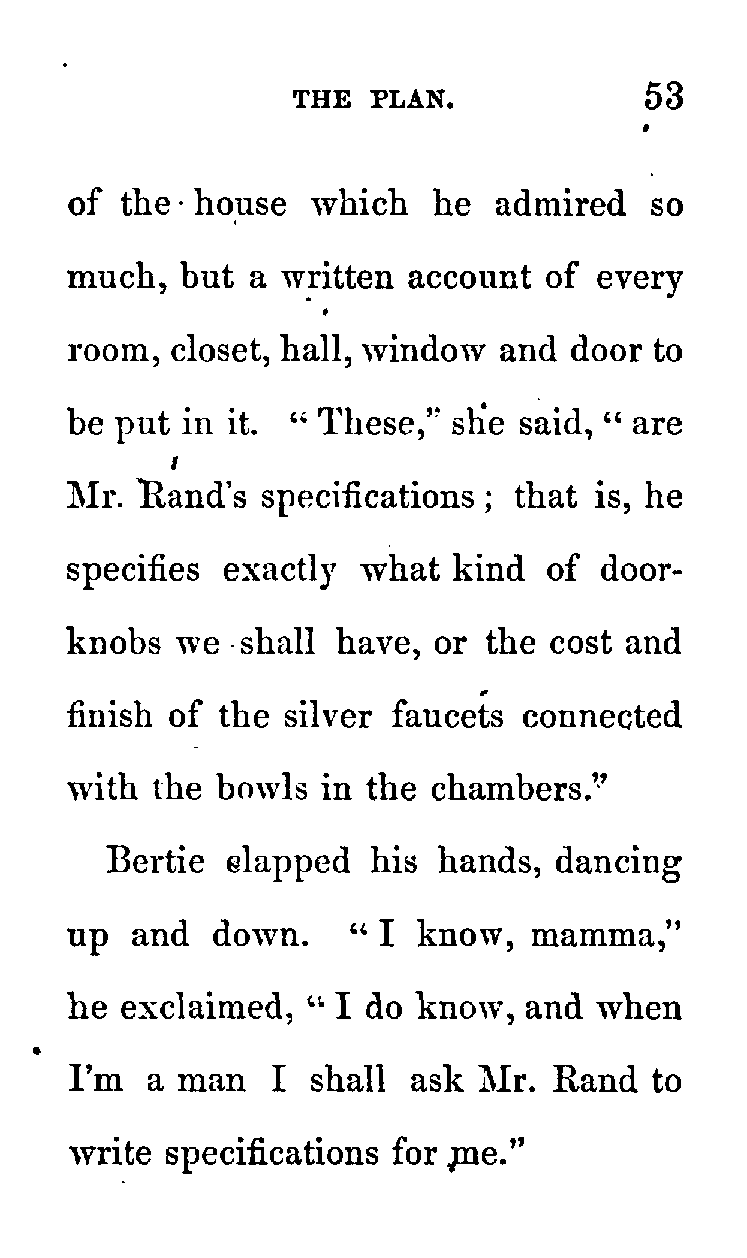 THE PLAN. 53
of the house which he admired so
much, but a written account of every
room, closet, hall, window and door to
be put in it. “ These,” she said, “ are
Mr. Rand’s specifications ; that is, he
specifies exactly what kind of door-
knobs we shall have, or the cost and
finish of the silver faucets connected
with the bowls in the chambers.”
Bertie clapped his hands, dancing
up and down. “ I know, mamma,”
he exclaimed, “ I do know, and when
I’m a man I shall ask Mr. Rand to
write specifications for me.”